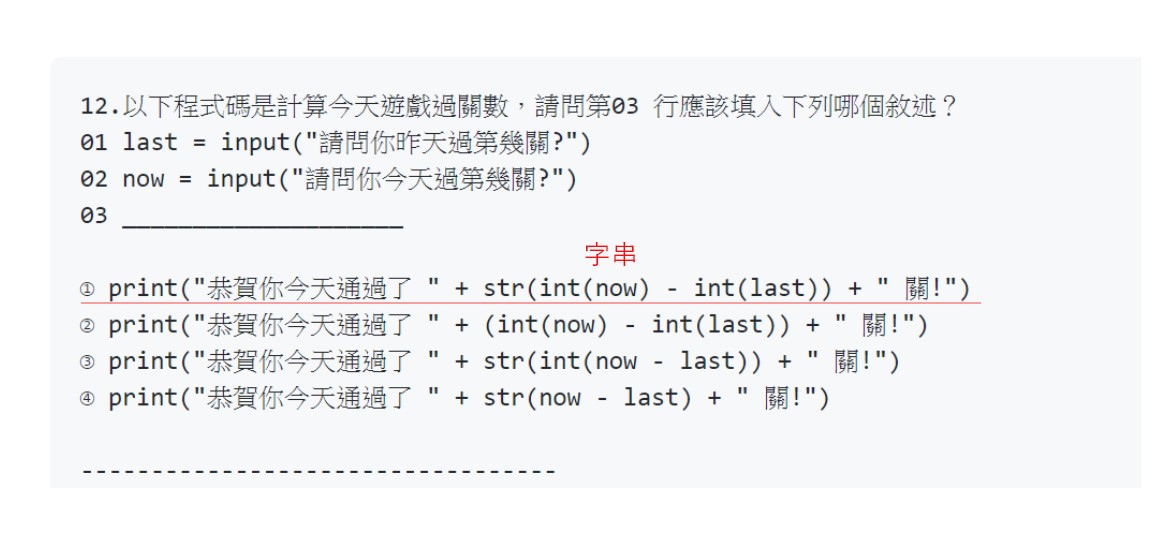 12.以下程式碼是計算今天遊戲過關數，請問第03 行應該填入下列哪個敘述？
01 last = input("請問你昨天過第幾關?")
02 now = input("請問你今天過第幾關?")
03 ____________________
字串
① print("恭賀你今天通過了 " + str(int(now) - int(last)) + " 關!")
② print("恭賀你今天通過了 " + (int(now) - int(last)) + " 關!")
③ print("恭賀你今天通過了 " + str(int(now - last)) + " 關!")
④ print("恭賀你今天通過了 " + str(now - last) + " 關!")
----------------------------------